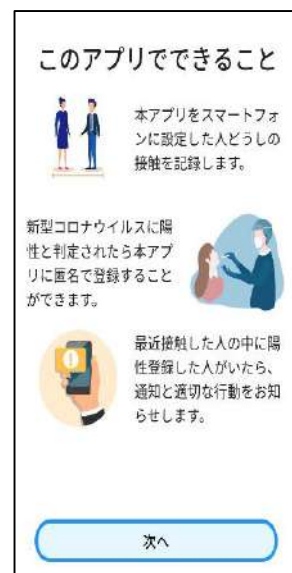 このアプリでできること
本アプリをスマートフォ
ンに設定した人どうしの
接触を記録します。
新型コロナウイルスに陽
性と判定されたら本アプ
リに匿名で登録すること
ができます。
最近接触した人の中に陽
性登録した人がいたら、
通知と適切な行動をお知
らせします。
次へ